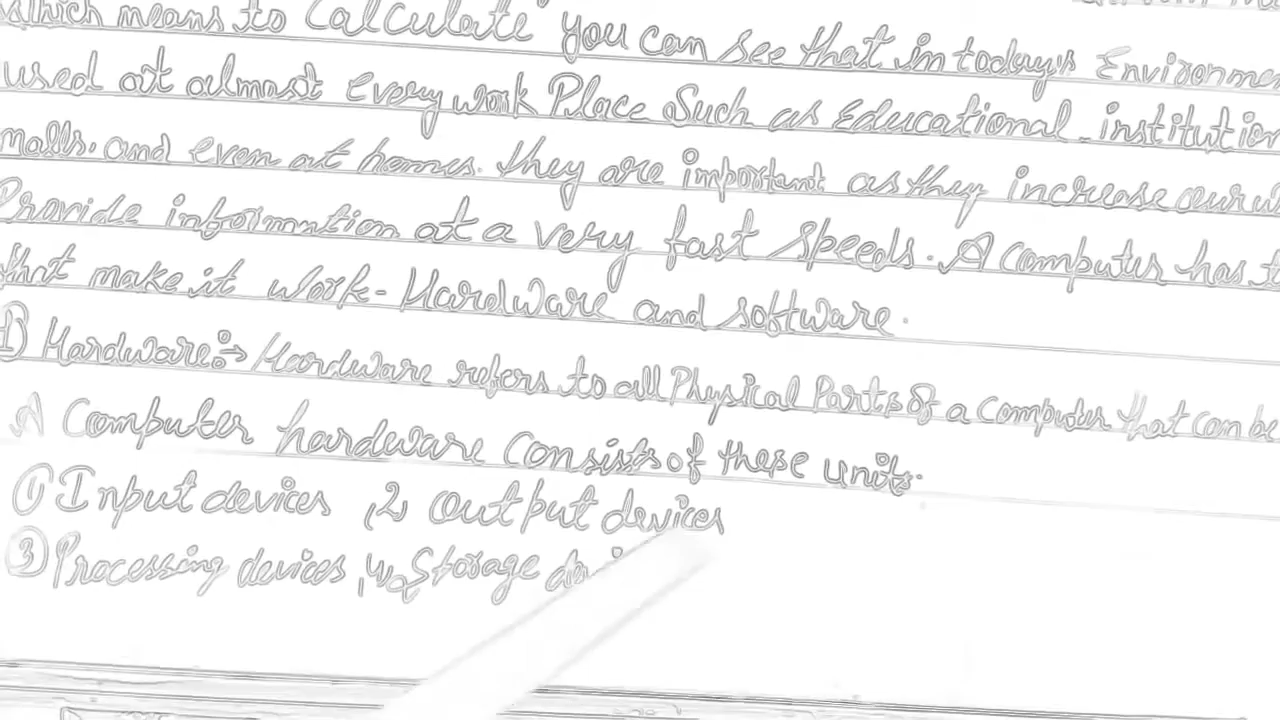 which means to Calculate" you can see that in today's Environmen
used at almost Every work Place Such as Educational institution
malls, and even at homes. they are important as they increase our
Provide information at a very fast speeds. A Computer has t
that make it work - HardWare and software.
① Hardware:→ HardWare refers to all Physical Parts of a Computer that can be
A Computer hardware Consists of these units.
① Input devices , 2, output devices
③ Processing devices , 4, Storage devi